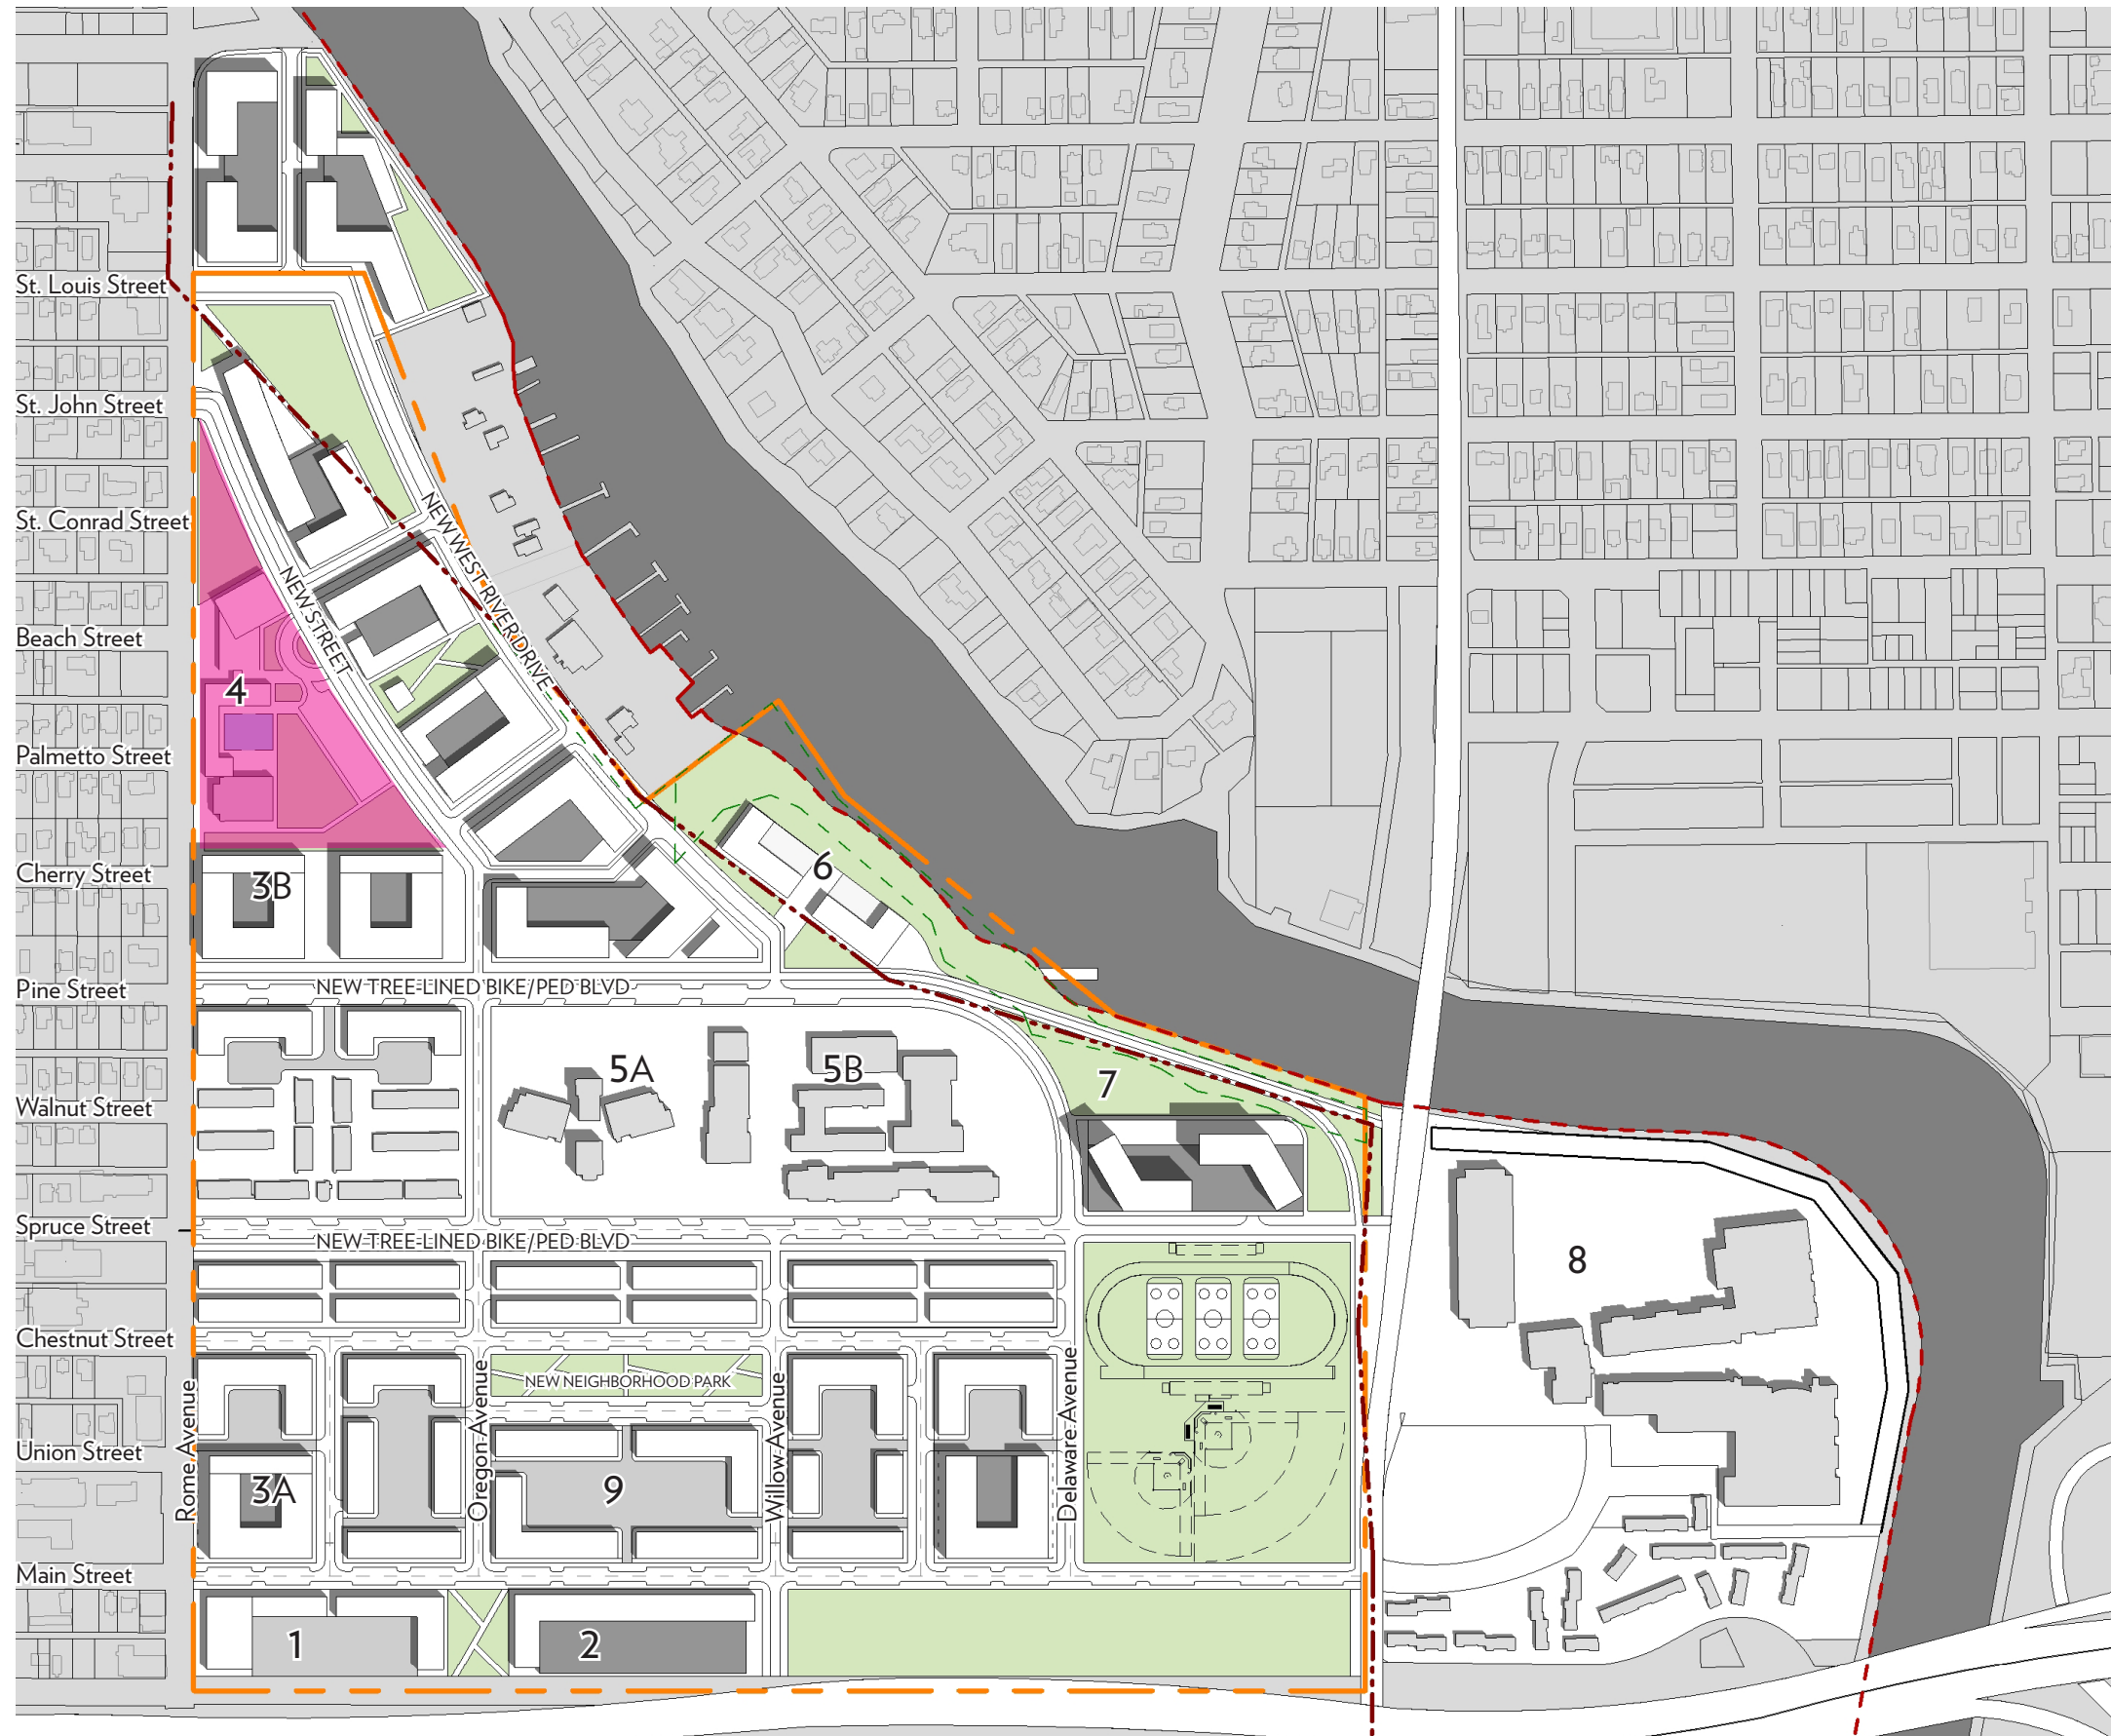 St. Louis Street
St. John Street
NEW WEST RIVER DRIVE
St. Conrad Street
NEW STREET
Beach Street
4
Palmetto Street
6
Cherry Street
3B
NEW TREE-LINED BIKE/PED BLVD
Pine Street
5A
5B
7
Walnut Street
Spruce Street
NEW TREE-LINED BIKE/PED BLVD
8
Chestnut Street
NEW NEIGHBORHOOD PARK
Rome Avenue
Oregon Avenue
Willow Avenue
Delaware Avenue
Union Street
3A
9
Main Street
1
2